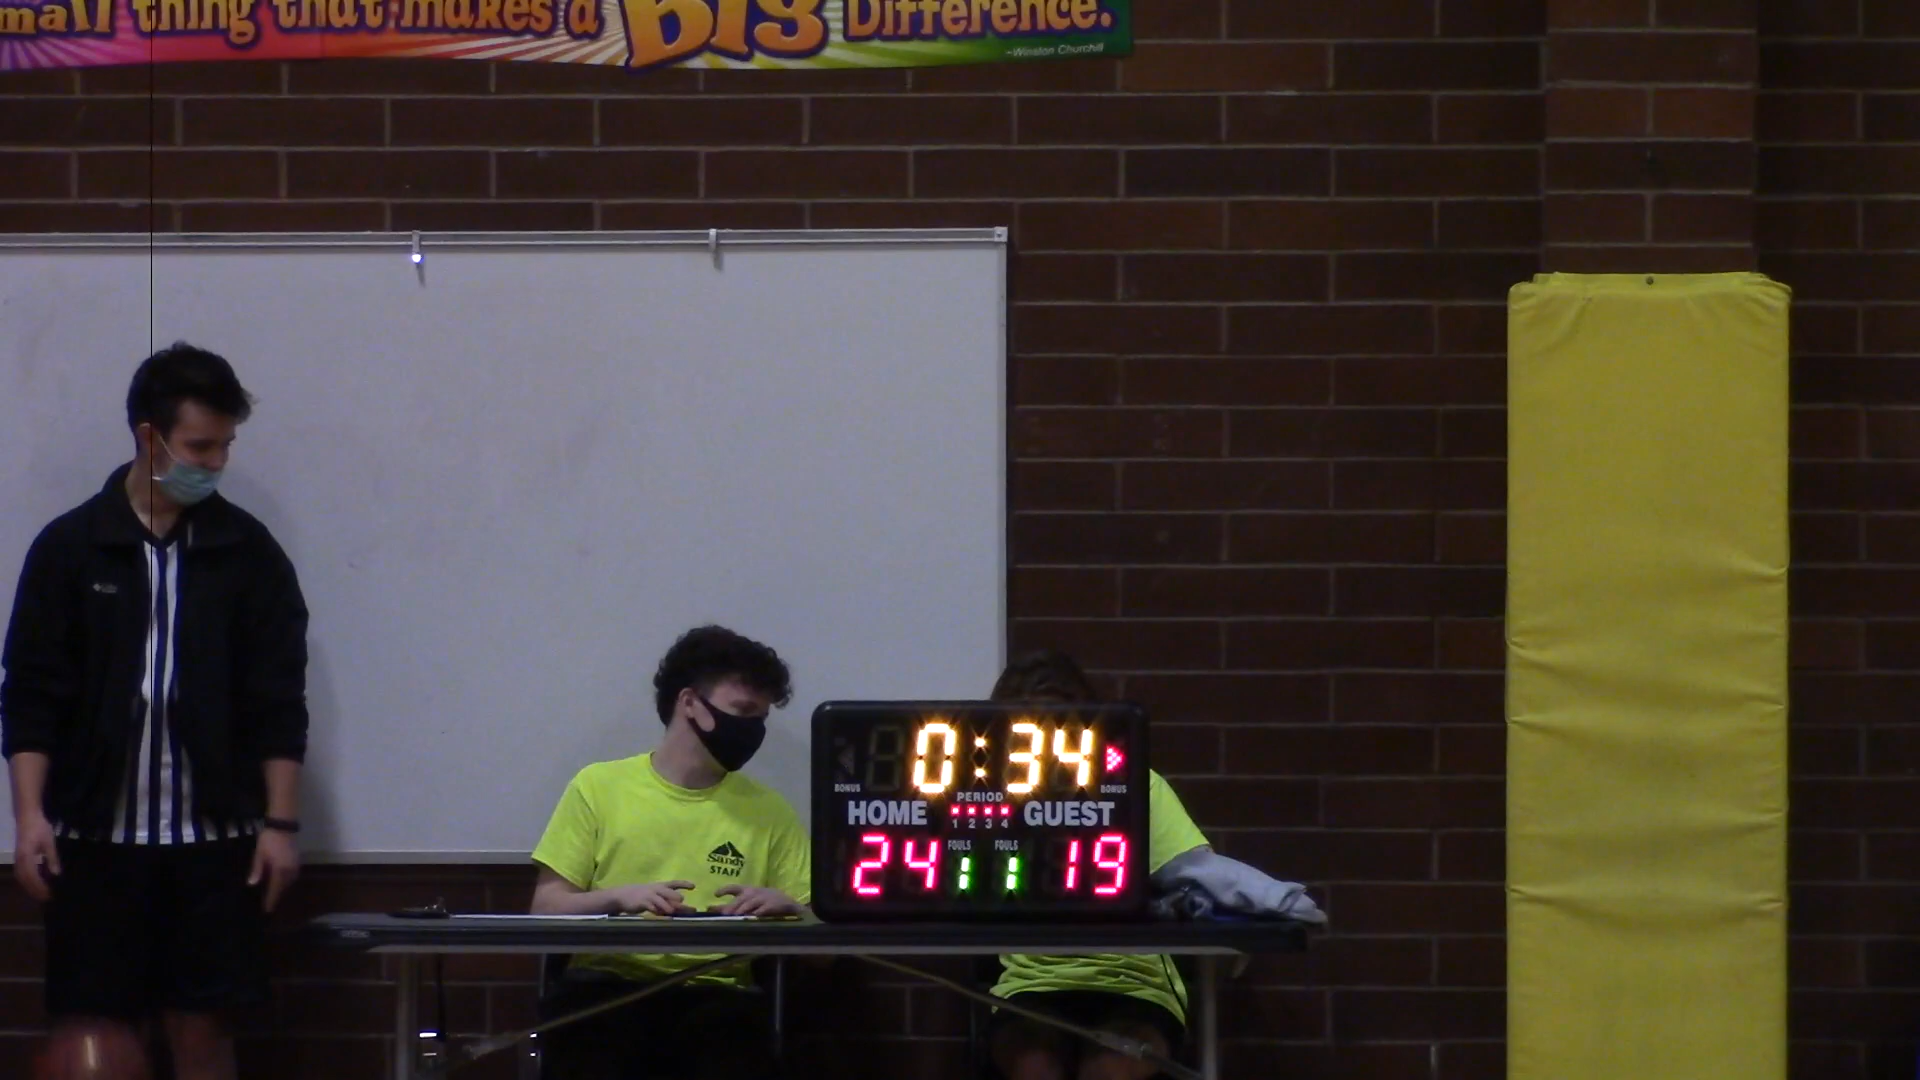 mall thing that makes a Big Difference.
~Winston Churchill
0:34
BONUS PERIOD BONUS
HOME 1 2 3 4 GUEST
FOULS FOULS
24 1 1 19
Sandy
STAFF